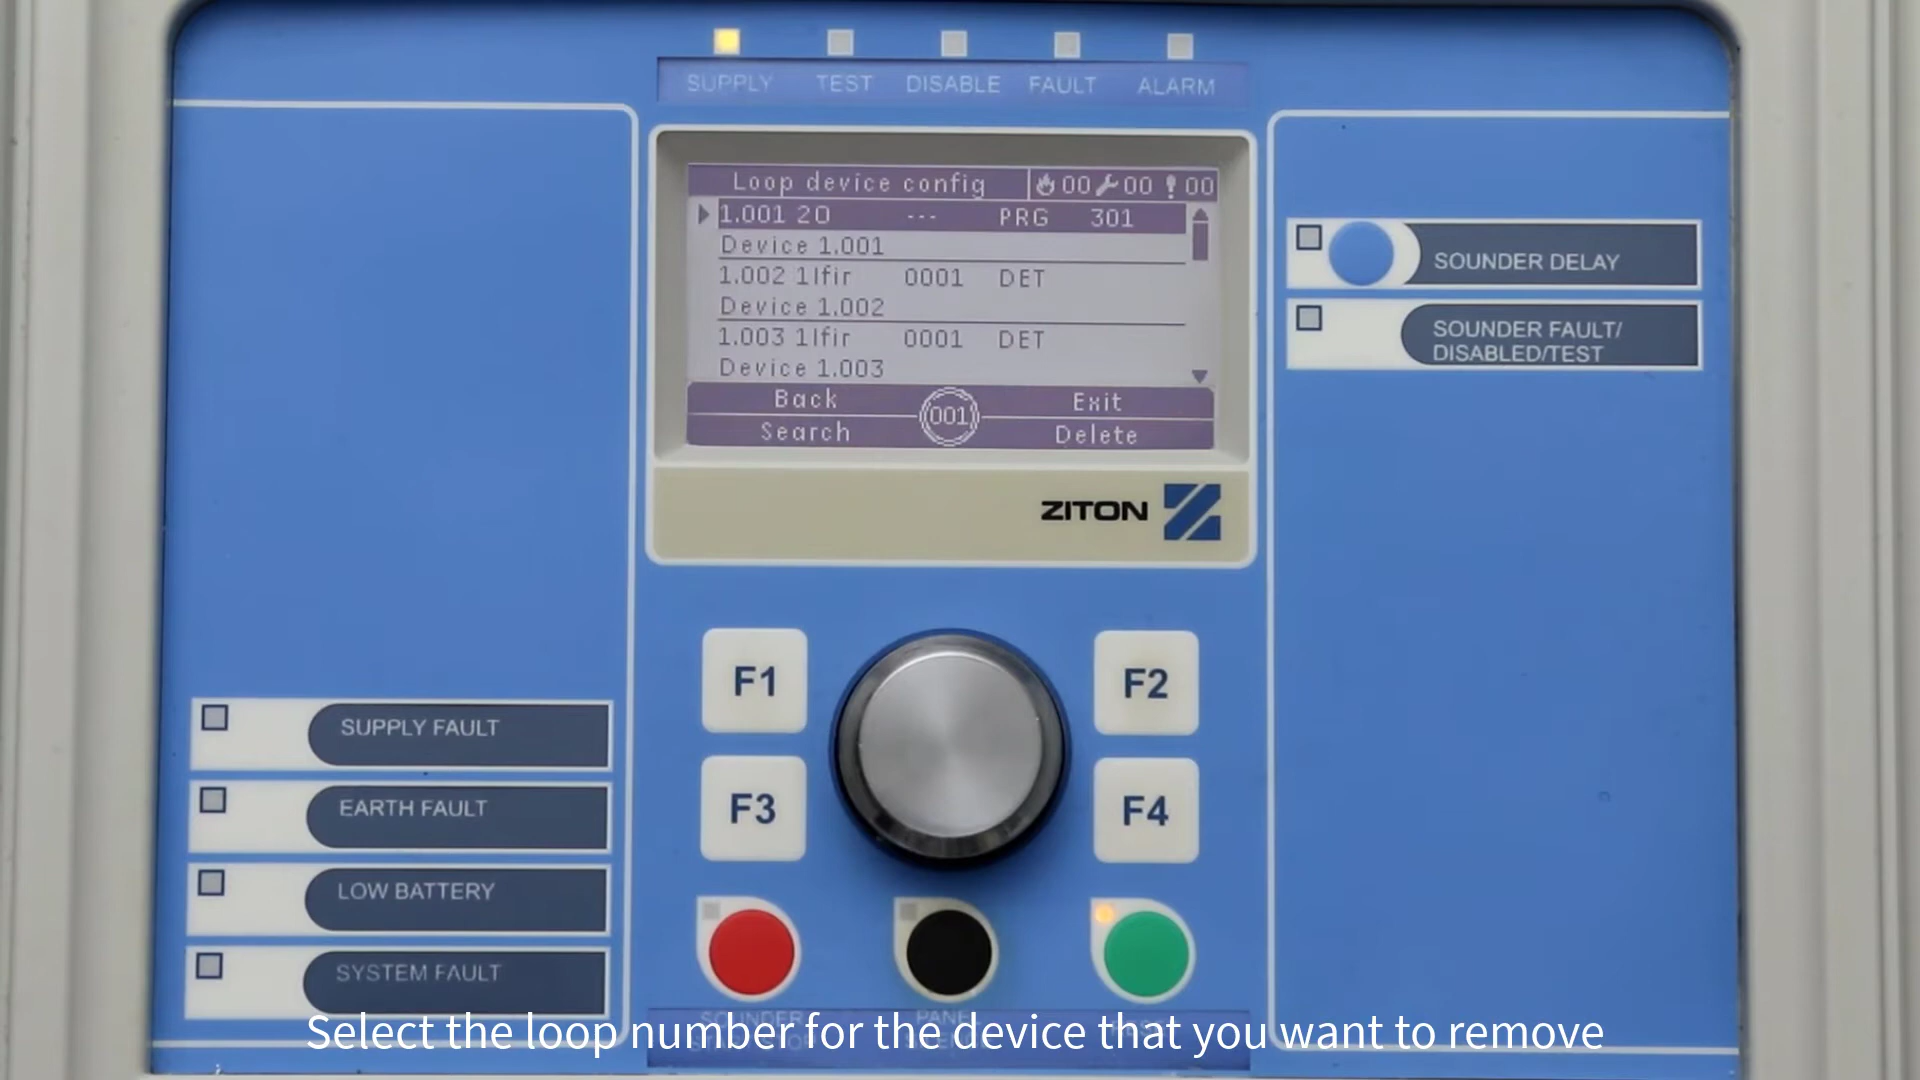 SUPPLY TEST DISABLE FAULT ALARM
Loop device config 00 00 00
1.001 2O --- PRG 301
Device 1.001
1.002 1Ifir 0001 DET
Device 1.002
1.003 1Ifir 0001 DET
Device 1.003
Back Exit
001
Search Delete
ZITON
SOUNDER DELAY
SOUNDER FAULT/
DISABLED/TEST
F1 F2
F3 F4
SUPPLY FAULT
EARTH FAULT
LOW BATTERY
SYSTEM FAULT
SOUNDER
Select the loop number for the device that you want to remove